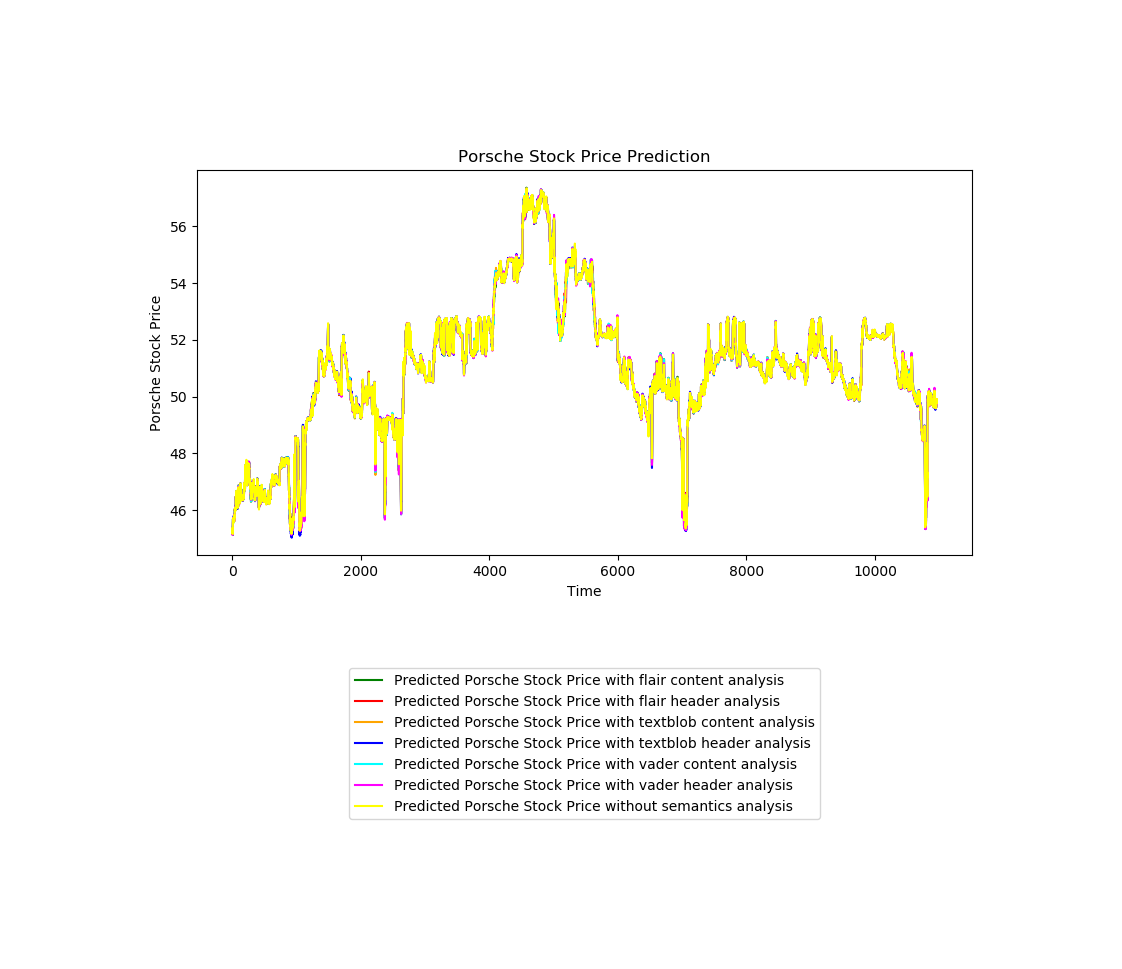 Porsche Stock Price Prediction
Porsche Stock Price
56
54
52
50
48
46
0 2000 4000 6000 8000 10000
Time
Predicted Porsche Stock Price with flair content analysis
Predicted Porsche Stock Price with flair header analysis
Predicted Porsche Stock Price with textblob content analysis
Predicted Porsche Stock Price with textblob header analysis
Predicted Porsche Stock Price with vader content analysis
Predicted Porsche Stock Price with vader header analysis
Predicted Porsche Stock Price without semantics analysis